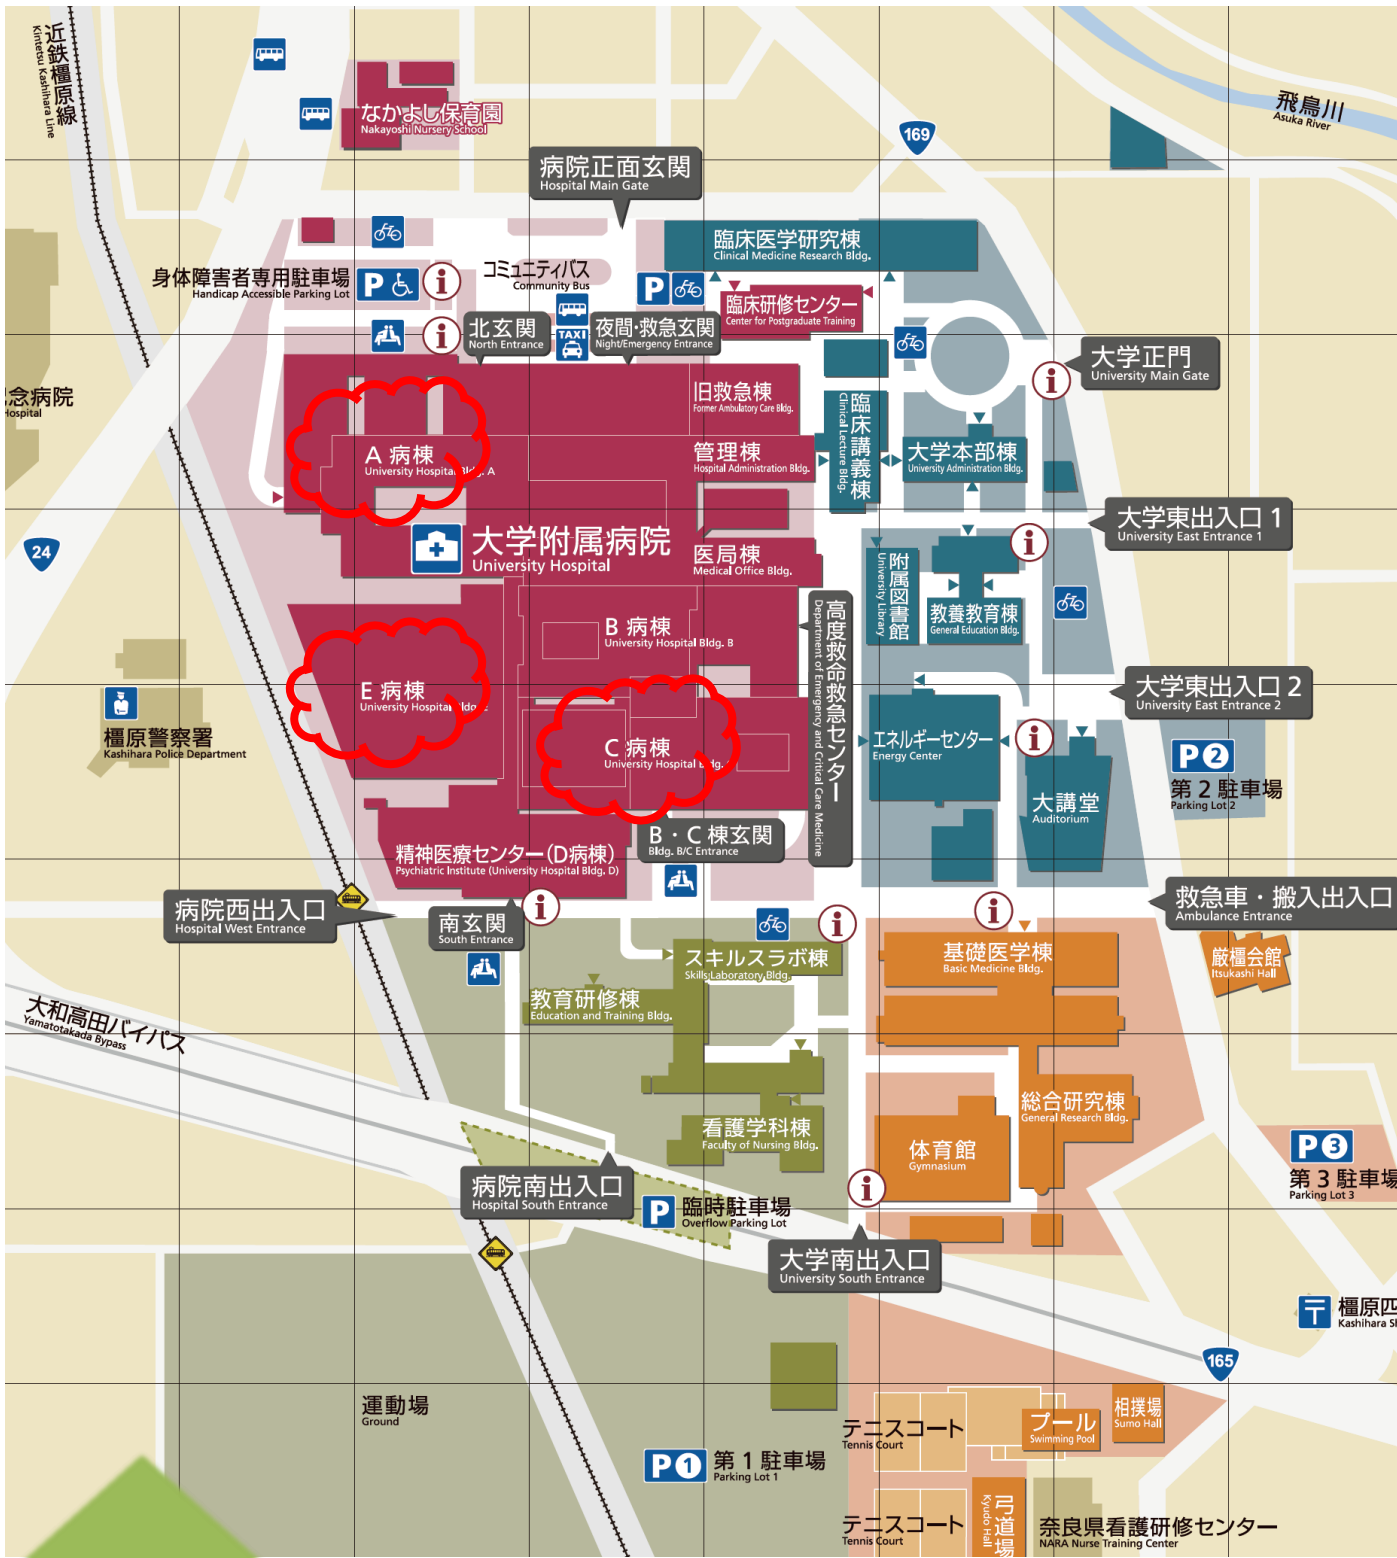 近鉄橿原線
Kintetsu Kashihara Line
なかよし保育園
Nakayoshi Nursery School
飛鳥川
Asuka River
169
病院正面玄関
Hospital Main Gate
臨床医学研究棟
Clinical Medicine Research Bldg.
身体障害者専用駐車場
Handicap Accessible Parking Lot
P
i
コミュニティバス
Community Bus
P
臨床研修センター
Center for Postgraduate Training
i
北玄関
North Entrance
TAXI
夜間・救急玄関
Night/Emergency Entrance
大学正門
University Main Gate
i
念病院
Hospital
旧救急棟
Former Ambulatory Care Bldg.
臨床講義棟
Clinical Lecture Bldg.
A 病棟
University Hospital Bldg. A
管理棟
Hospital Administration Bldg.
大学本部棟
University Administration Bldg.
大学東出入口 1
University East Entrance 1
24
大学附属病院
University Hospital
医局棟
Medical Office Bldg.
附属図書館
University Library
i
教養教育棟
General Education Bldg.
B 病棟
University Hospital Bldg. B
高度救命救急センター
Department of Emergency and Critical Care Medicine
E 病棟
University Hospital Bldg.
大学東出入口 2
University East Entrance 2
橿原警察署
Kashihara Police Department
C 病棟
University Hospital Bldg.
エネルギーセンター
Energy Center
i
P2
第 2 駐車場
Parking Lot 2
大講堂
Auditorium
B・C 棟玄関
Bldg. B/C Entrance
精神医療センター(D病棟)
Psychiatric Institute (University Hospital Bldg. D)
病院西出入口
Hospital West Entrance
南玄関
South Entrance
i
i
i
救急車・搬入出入口
Ambulance Entrance
スキルスラボ棟
Skills Laboratory Bldg.
基礎医学棟
Basic Medicine Bldg.
厳橿会館
Itsukashi Hall
教育研修棟
Education and Training Bldg.
大和高田バイパス
Yamatotakada Bypass
総合研究棟
General Research Bldg.
看護学科棟
Faculty of Nursing Bldg.
体育館
Gymnasium
P3
第 3 駐車場
Parking Lot 3
病院南出入口
Hospital South Entrance
i
P
臨時駐車場
Overflow Parking Lot
大学南出入口
University South Entrance
〒
橿原四
Kashihara Sh
165
運動場
Ground
テニスコート
Tennis Court
プール
Swimming Pool
相撲場
Sumo Hall
P1
第 1 駐車場
Parking Lot 1
テニスコート
Tennis Court
弓道場
Kyudo Hall
奈良県看護研修センター
NARA Nurse Training Center